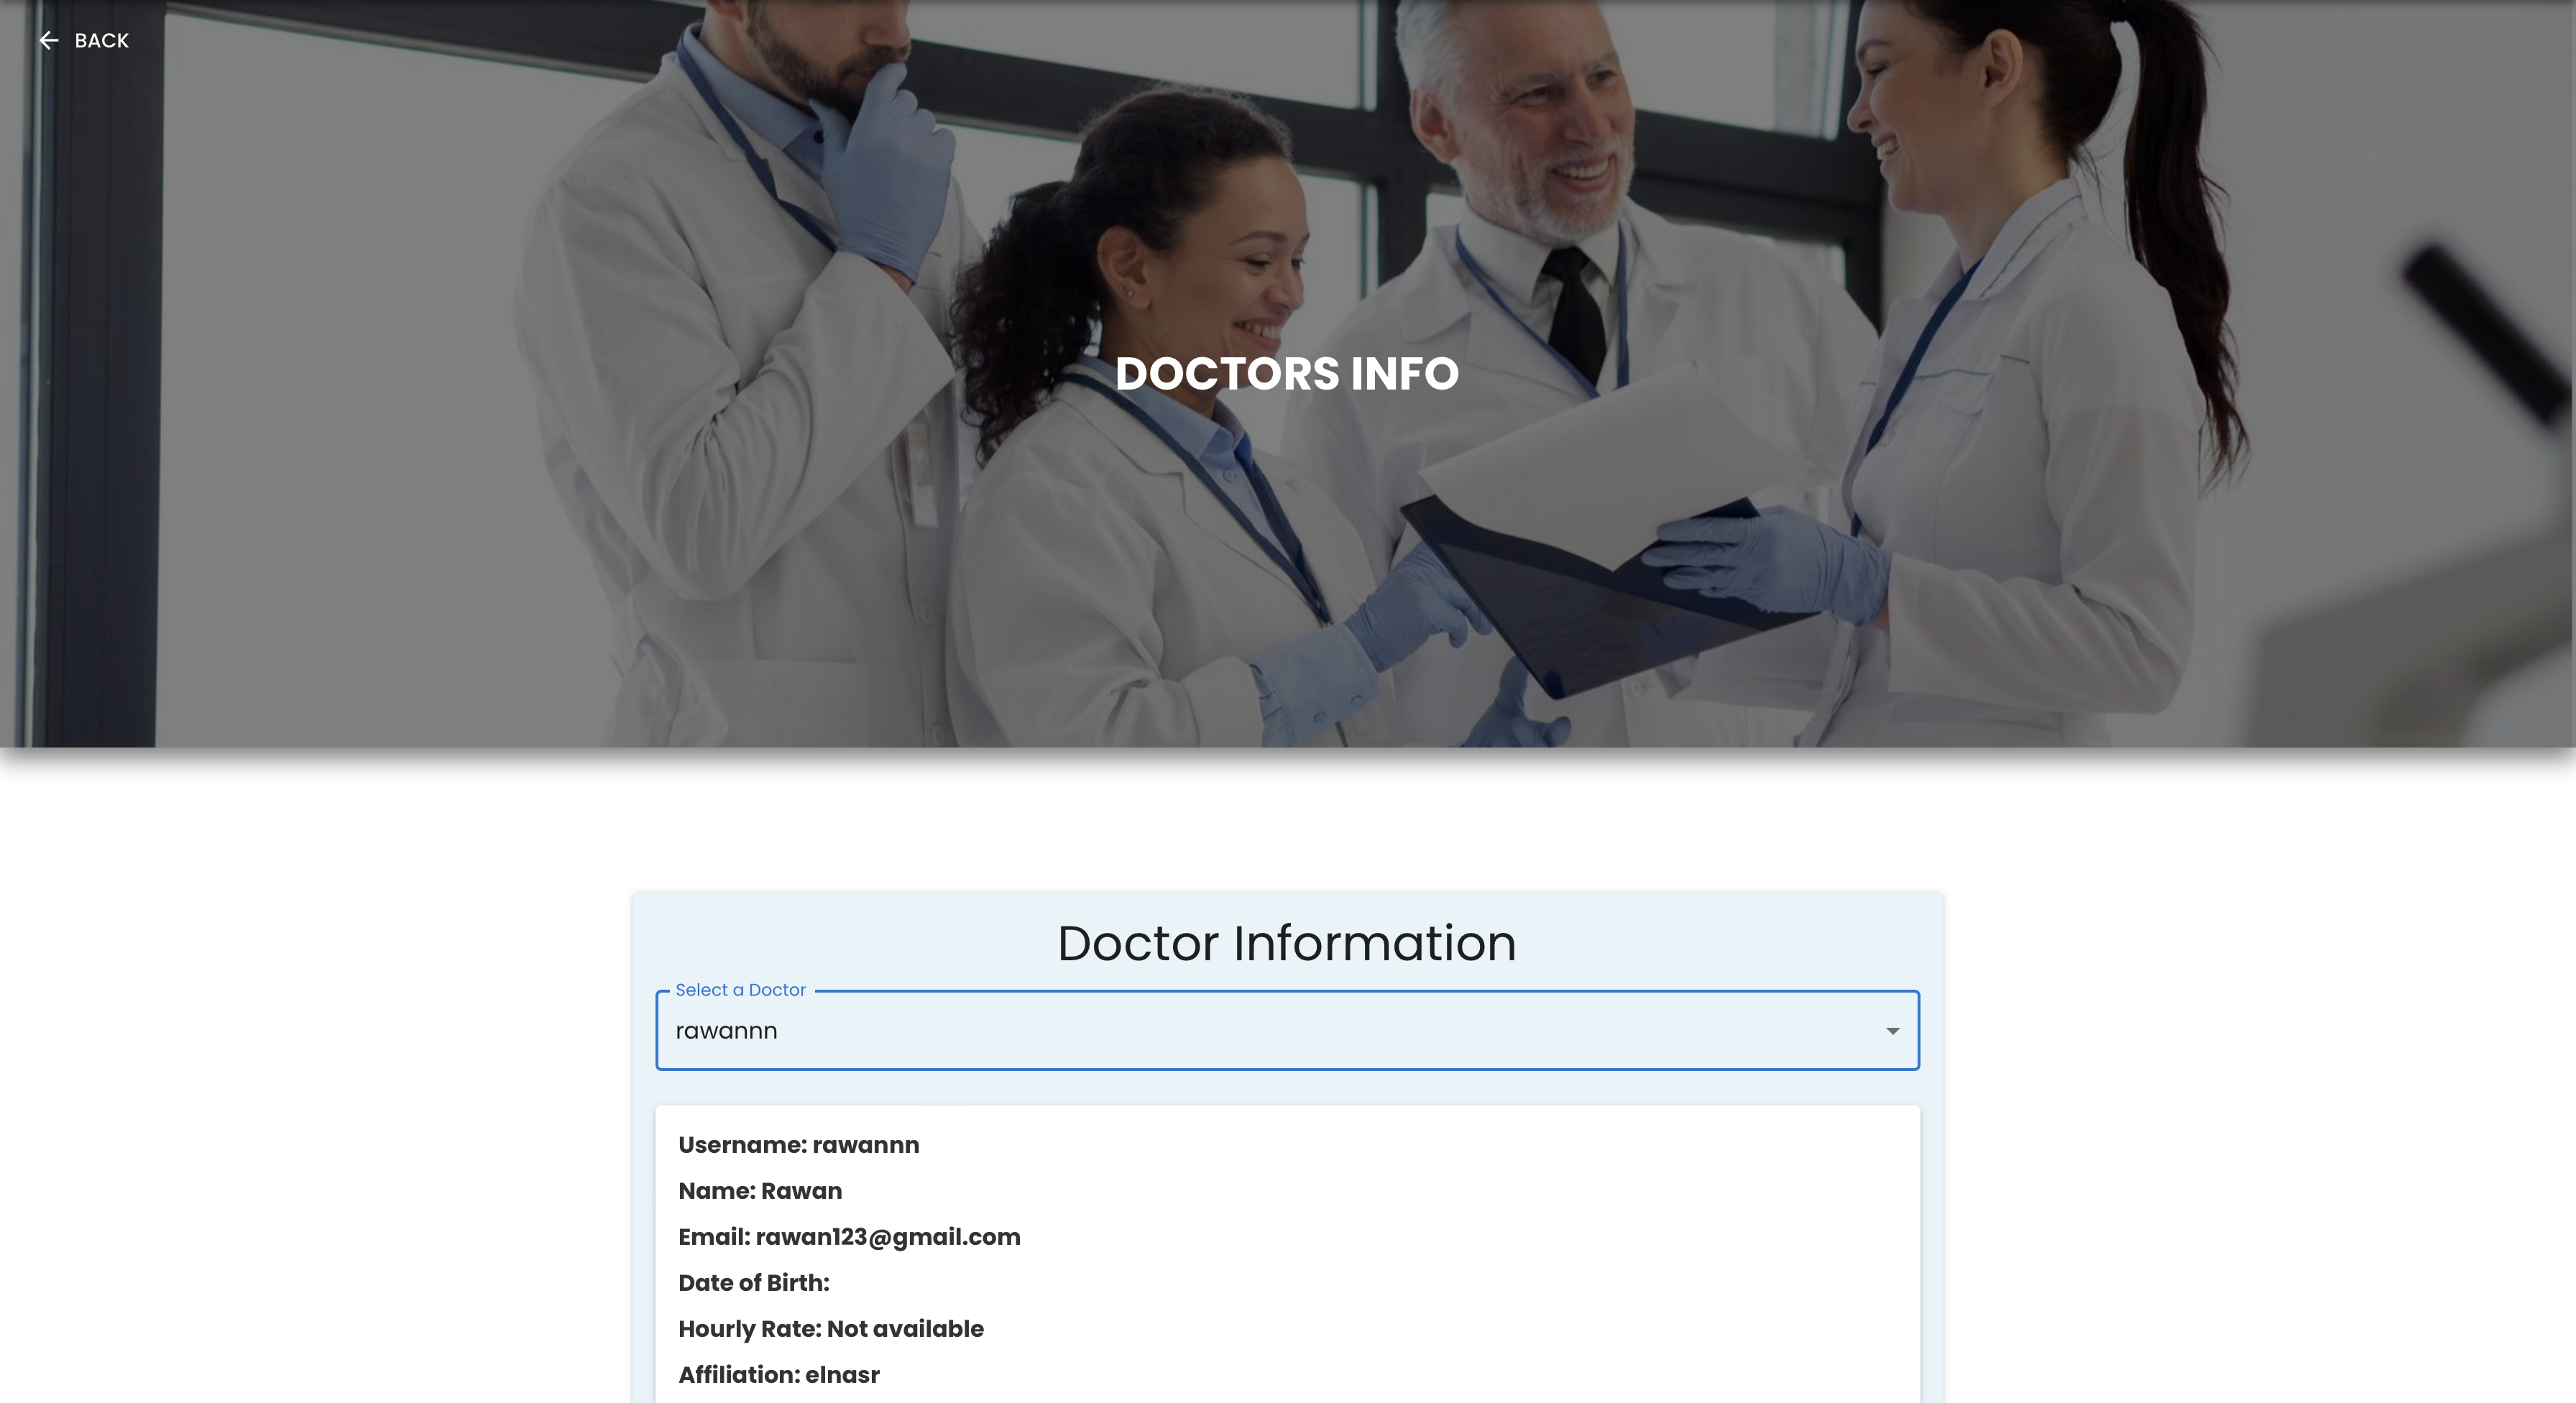 BACK
DOCTORS INFO
Doctor Information
Select a Doctor
rawannn
Username: rawannn
Name: Rawan
Email: rawan123@gmail.com
Date of Birth:
Hourly Rate: Not available
Affiliation: elnasr